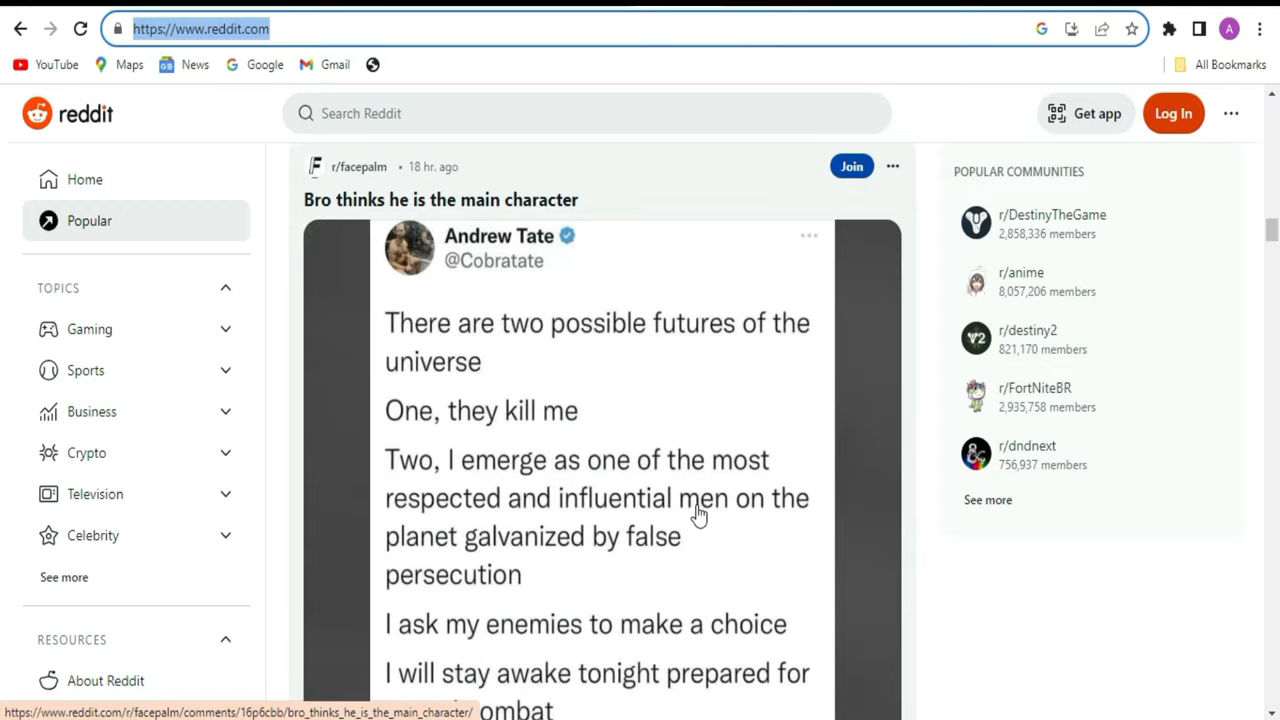 https://www.reddit.com
YouTube Maps News Google Gmail All Bookmarks
reddit Search Reddit Get app Log In
Home
Popular
TOPICS
Gaming
Sports
Business
Crypto
Television
Celebrity
See more
RESOURCES
About Reddit
r/facepalm • 18 hr. ago Join
Bro thinks he is the main character
Andrew Tate
@Cobratate
There are two possible futures of the
universe
One, they kill me
Two, I emerge as one of the most
respected and influential men on the
planet galvanized by false
persecution
I ask my enemies to make a choice
I will stay awake tonight prepared for
ombat
POPULAR COMMUNITIES
r/DestinyTheGame
2,858,336 members
r/anime
8,057,206 members
r/destiny2
821,170 members
r/FortNiteBR
2,935,758 members
r/dndnext
756,937 members
See more
https://www.reddit.com/r/facepalm/comments/16p6cbb/bro_thinks_he_is_the_main_character/
A